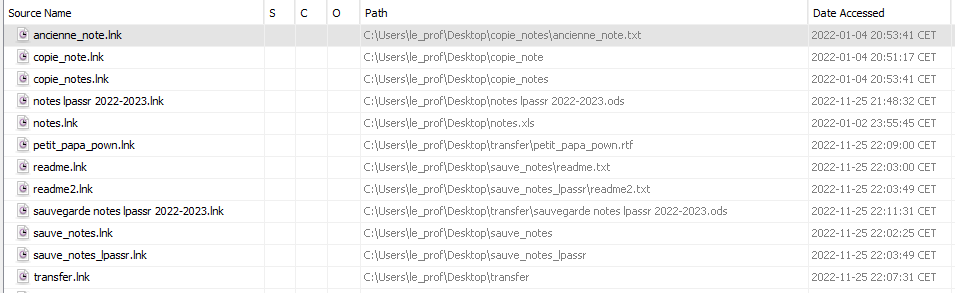 Source Name S C O Path Date Accessed
ancienne_note.lnk C:\Users\le_prof\Desktop\copie_notes\ancienne_note.txt 2022-01-04 20:53:41 CET
copie_note.lnk C:\Users\le_prof\Desktop\copie_note 2022-01-04 20:51:17 CET
copie_notes.lnk C:\Users\le_prof\Desktop\copie_notes 2022-01-04 20:53:41 CET
notes lpassr 2022-2023.lnk C:\Users\le_prof\Desktop\notes lpassr 2022-2023.ods 2022-11-25 21:48:32 CET
notes.lnk C:\Users\le_prof\Desktop\notes.xls 2022-01-02 23:55:45 CET
petit_papa_pown.lnk C:\Users\le_prof\Desktop\transfer\petit_papa_pown.rtf 2022-11-25 22:09:00 CET
readme.lnk C:\Users\le_prof\Desktop\sauve_notes\readme.txt 2022-11-25 22:03:00 CET
readme2.lnk C:\Users\le_prof\Desktop\sauve_notes_lpassr\readme2.txt 2022-11-25 22:03:49 CET
sauvegarde notes lpassr 2022-2023.lnk C:\Users\le_prof\Desktop\transfer\sauvegarde notes lpassr 2022-2023.ods 2022-11-25 22:11:31 CET
sauve_notes.lnk C:\Users\le_prof\Desktop\sauve_notes 2022-11-25 22:02:25 CET
sauve_notes_lpassr.lnk C:\Users\le_prof\Desktop\sauve_notes_lpassr 2022-11-25 22:03:49 CET
transfer.lnk C:\Users\le_prof\Desktop\transfer 2022-11-25 22:07:31 CET